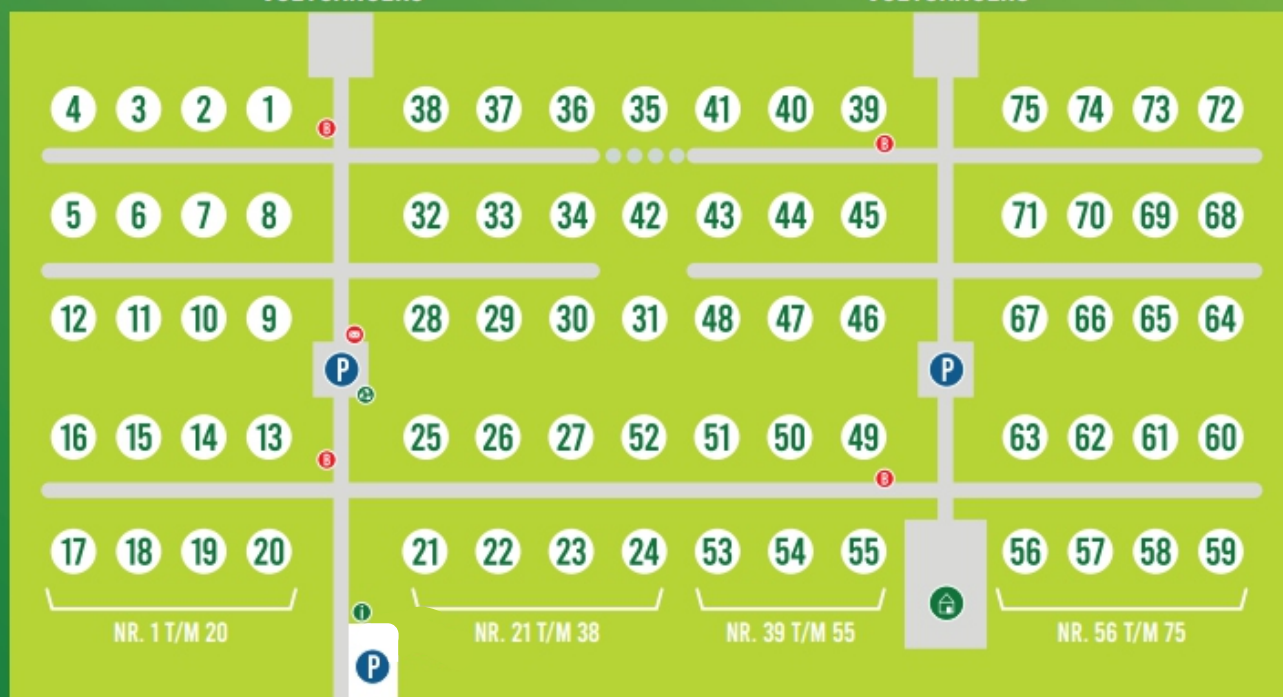 4 3 2 1 38 37 36 35 41 40 39 75 74 73 72
B
B
5 6 7 8 32 33 34 42 43 44 45 71 70 69 68
12 11 10 9 28 29 30 31 48 47 46 67 66 65 64
P P
16 15 14 13 25 26 27 52 51 50 49 63 62 61 60
B
B
17 18 19 20 21 22 23 24 53 54 55 56 57 58 59
i
NR. 1 T/M 20 NR. 21 T/M 38 NR. 39 T/M 55 NR. 56 T/M 75
P